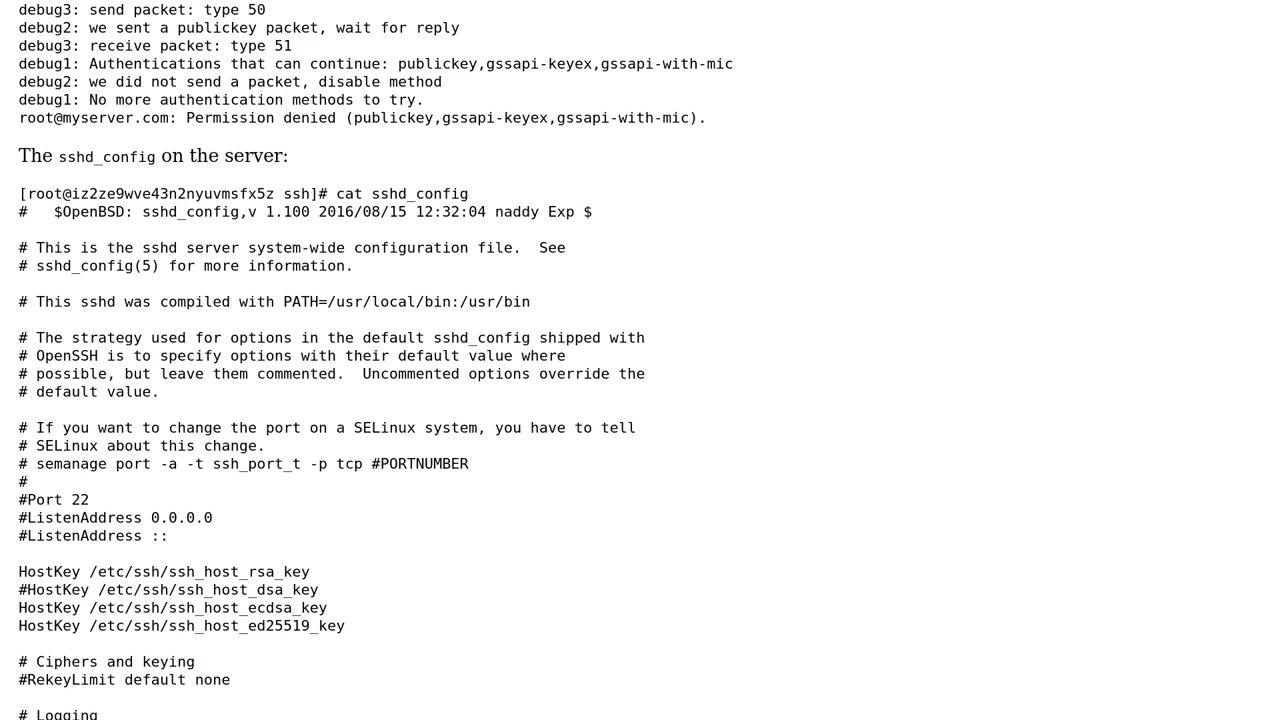 debug3: send packet: type 50
debug2: we sent a publickey packet, wait for reply
debug3: receive packet: type 51
debug1: Authentications that can continue: publickey,gssapi-keyex,gssapi-with-mic
debug2: we did not send a packet, disable method
debug1: No more authentication methods to try.
root@myserver.com: Permission denied (publickey,gssapi-keyex,gssapi-with-mic).
The sshd_config on the server:
[root@iz2ze9wve43n2nyuvmsfx5z ssh]# cat sshd_config
#   $OpenBSD: sshd_config,v 1.100 2016/08/15 12:32:04 naddy Exp $
# This is the sshd server system-wide configuration file.  See
# sshd_config(5) for more information.
# This sshd was compiled with PATH=/usr/local/bin:/usr/bin
# The strategy used for options in the default sshd_config shipped with
# OpenSSH is to specify options with their default value where
# possible, but leave them commented.  Uncommented options override the
# default value.
# If you want to change the port on a SELinux system, you have to tell
# SELinux about this change.
# semanage port -a -t ssh_port_t -p tcp #PORTNUMBER
#
#Port 22
#ListenAddress 0.0.0.0
#ListenAddress ::
HostKey /etc/ssh/ssh_host_rsa_key
#HostKey /etc/ssh/ssh_host_dsa_key
HostKey /etc/ssh/ssh_host_ecdsa_key
HostKey /etc/ssh/ssh_host_ed25519_key
# Ciphers and keying
#RekeyLimit default none
# Logging